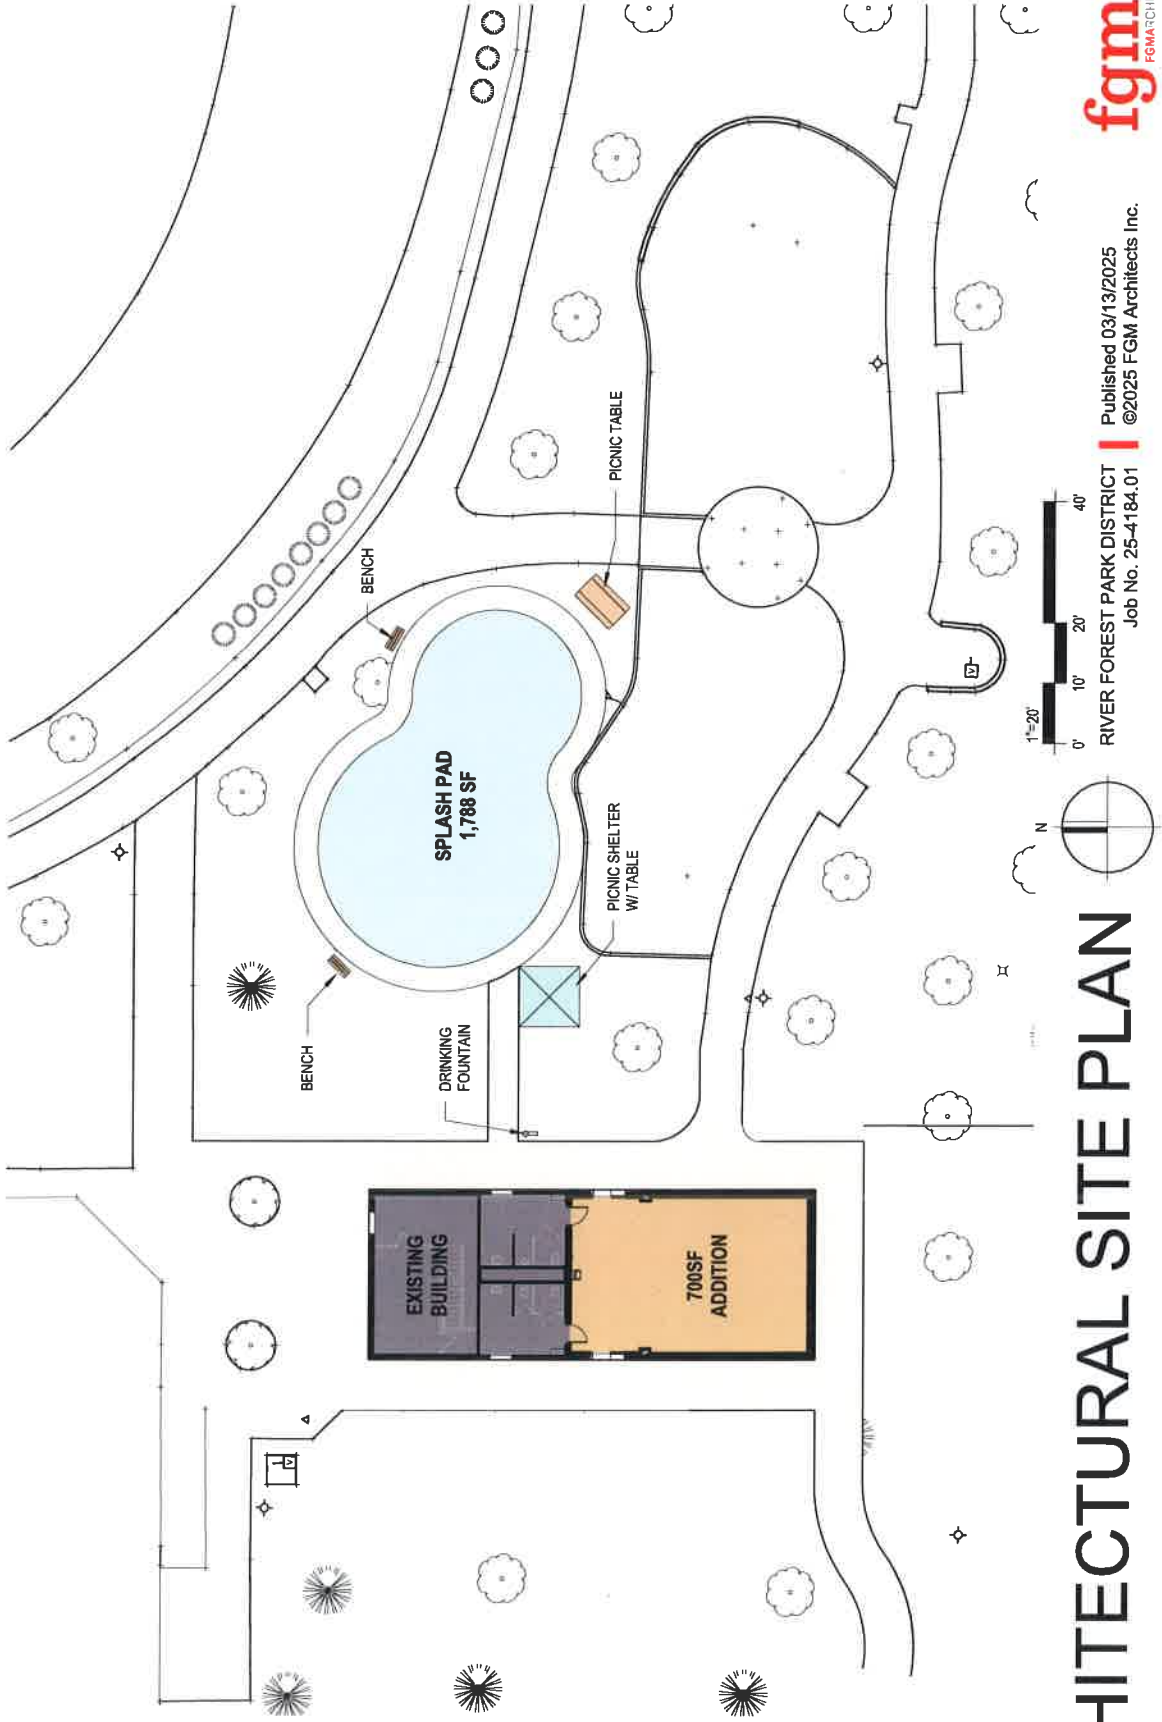 BENCH
BENCH
SPLASH PAD
1,788 SF
PICNIC TABLE
PICNIC SHELTER
W/ TABLE
DRINKING
FOUNTAIN
EXISTING
BUILDING
700SF
ADDITION
V
V
N
1"=20'
0'
10'
20'
40'
HITECTURAL SITE PLAN
RIVER FOREST PARK DISTRICT
Job No. 25-4184.01
Published 03/13/2025
©2025 FGM Architects Inc.
fgm
FGMARCH